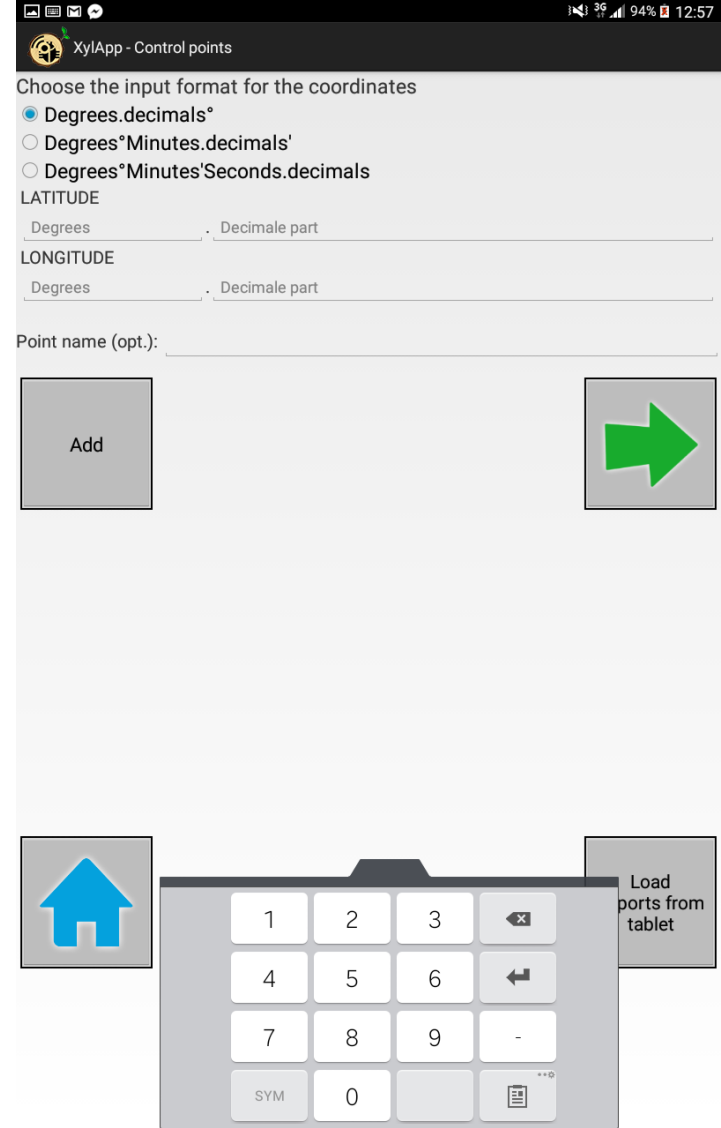 3G 94% 12:57
XylApp - Control points
Choose the input format for the coordinates
Degrees.decimals°
Degrees°Minutes.decimals'
Degrees°Minutes'Seconds.decimals
LATITUDE
Degrees . Decimale part
LONGITUDE
Degrees . Decimale part
Point name (opt.):
Add
Load
ports from
tablet
1 2 3
4 5 6
7 8 9 -
SYM 0